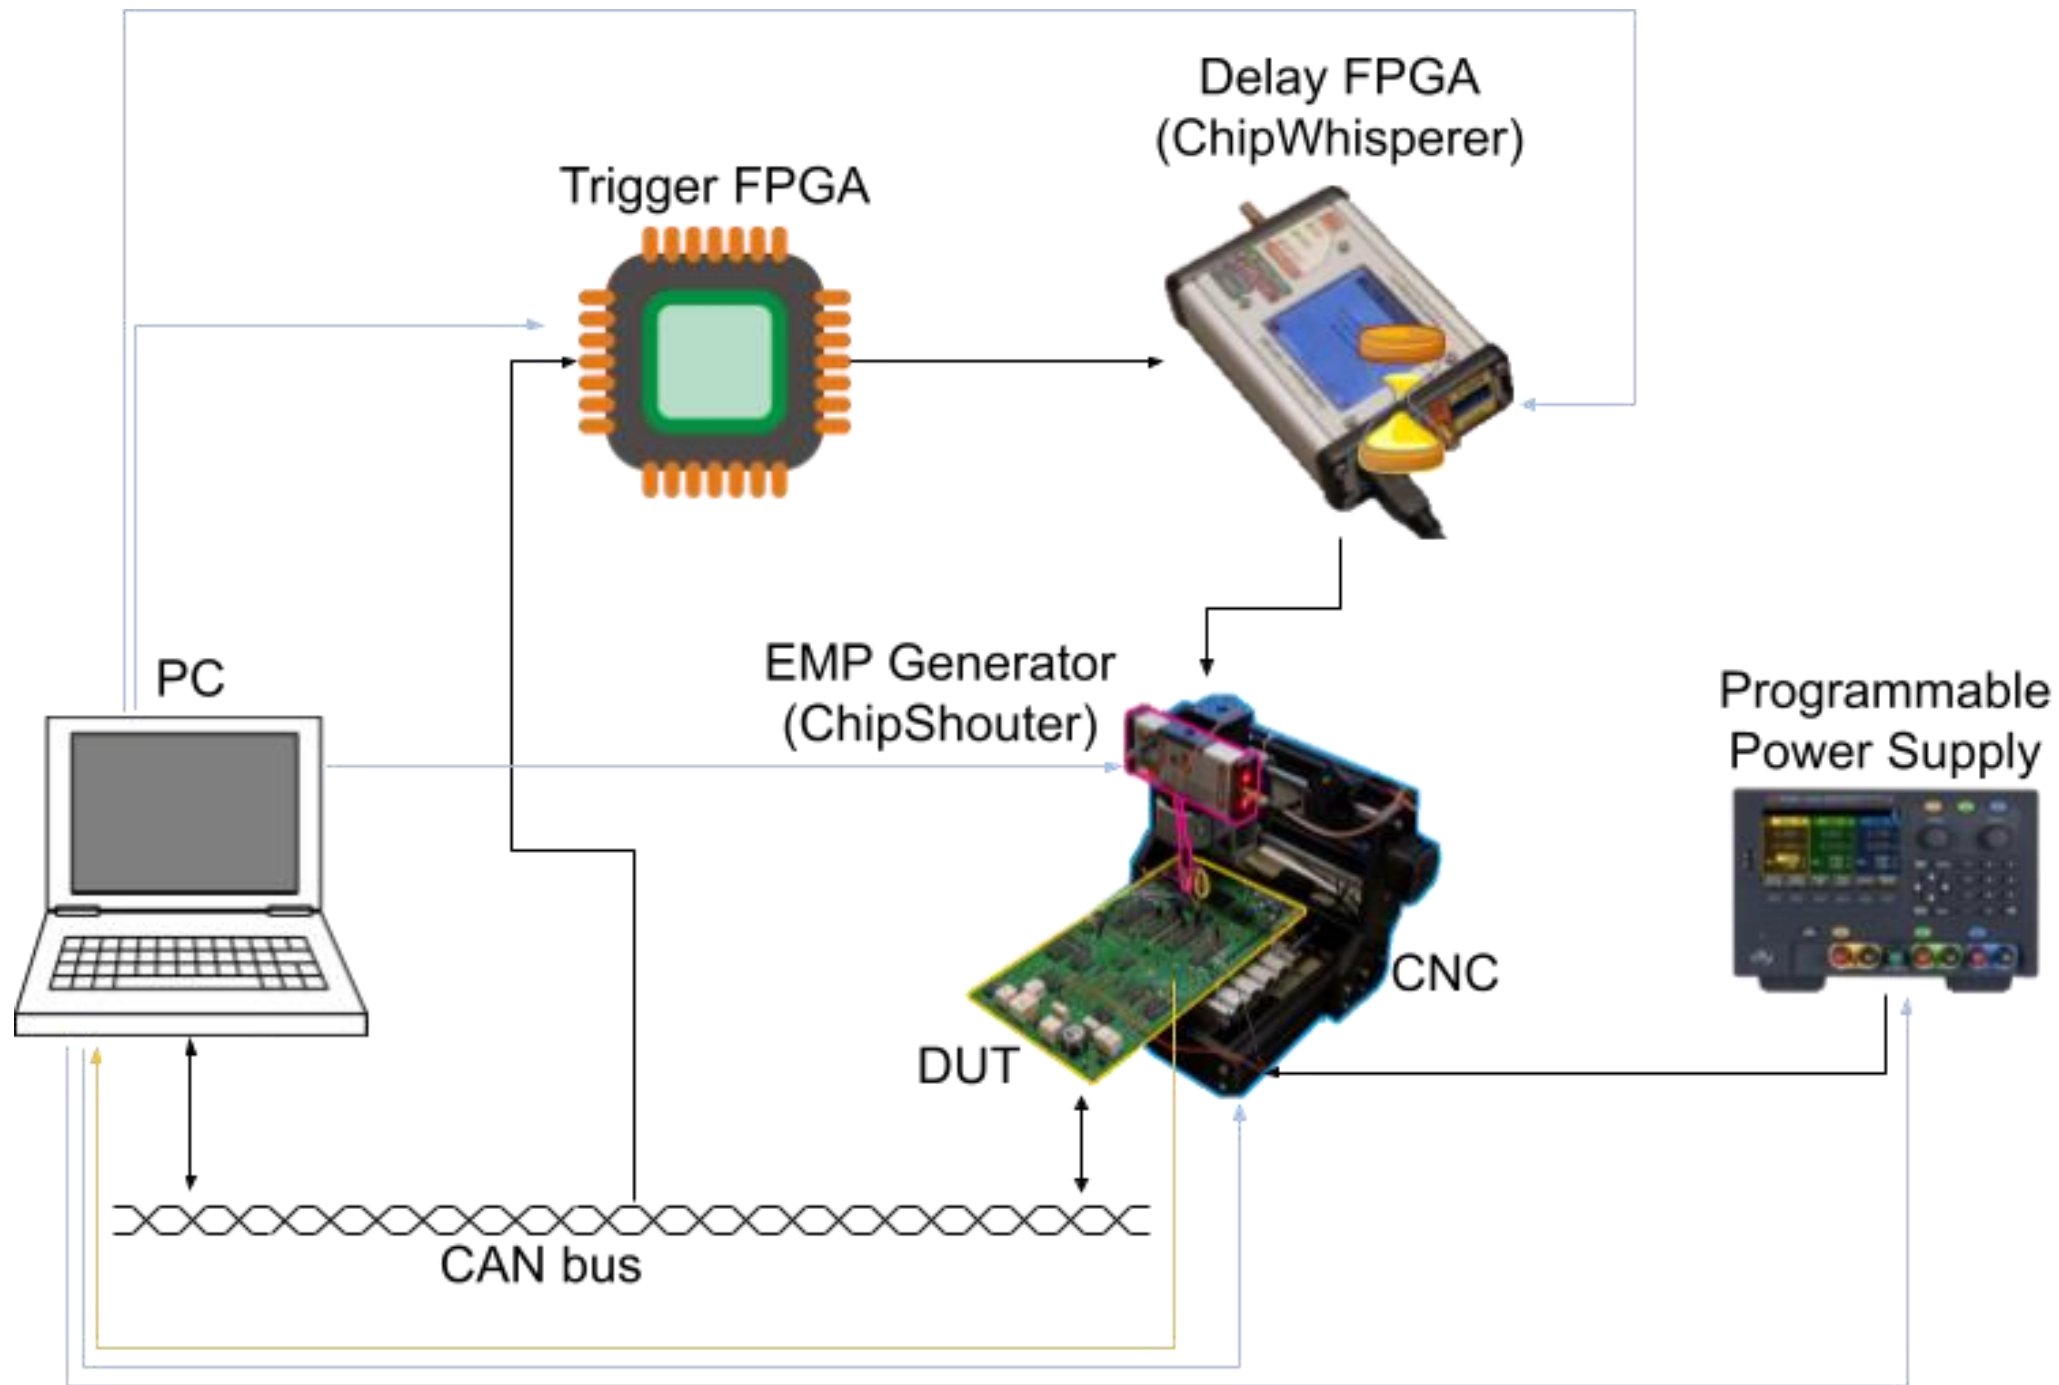 Delay FPGA
(ChipWhisperer)
Trigger FPGA
PC
EMP Generator
(ChipShouter)
Programmable
Power Supply
CNC
DUT
CAN bus